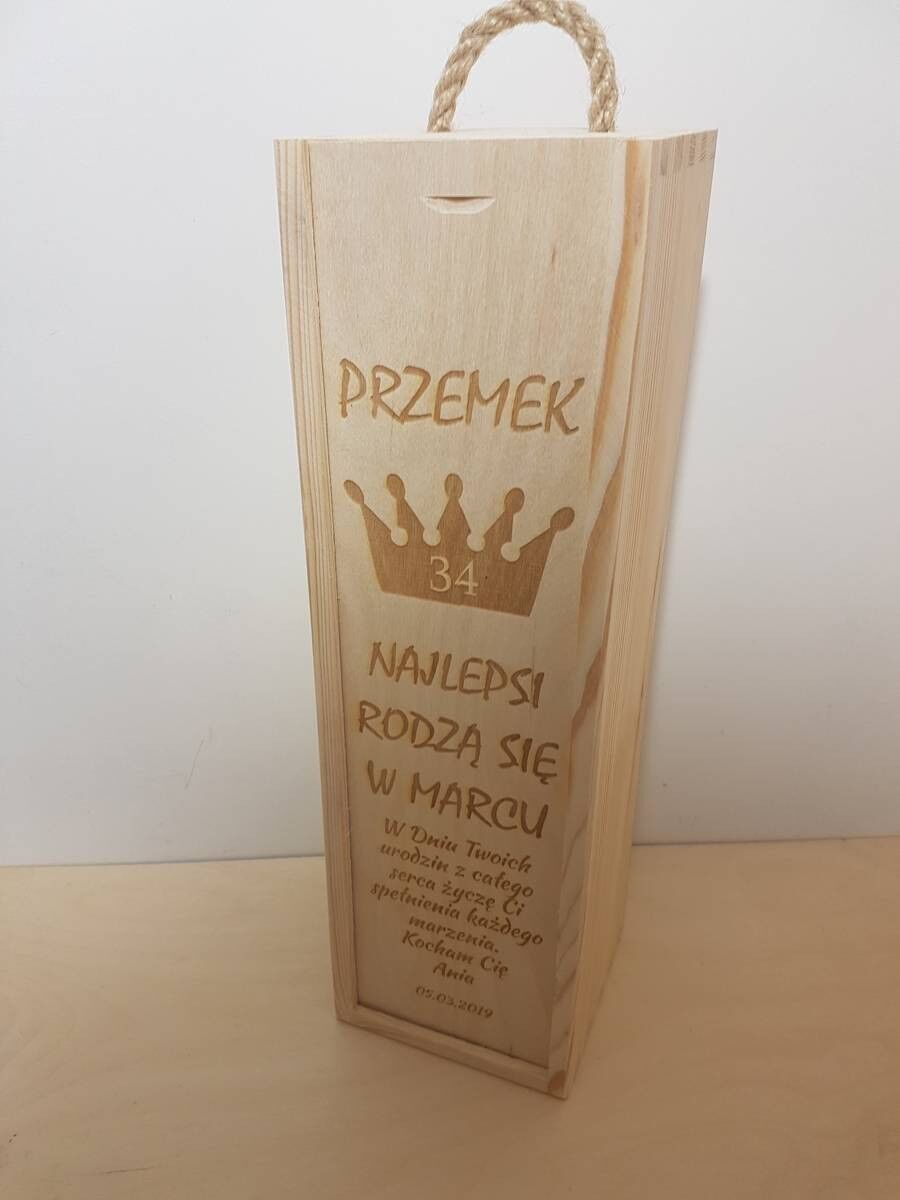 PRZEMEK
34
NAJLEPSI
RODZĄ SIĘ
W MARCU
W Dniu Twoich
urodzin z całego
serca życzę Ci
spełnienia każdego
marzenia.
Kocham Cię
Ania
05.03.2019